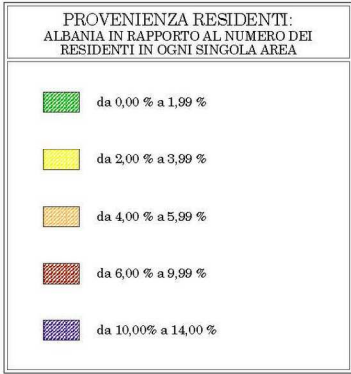 PROVENIENZA RESIDENTI:
ALBANIA IN RAPPORTO AL NUMERO DEI
RESIDENTI IN OGNI SINGOLA AREA
da 0,00 % a 1,99 %
da 2,00 % a 3,99 %
da 4,00 % a 5,99 %
da 6,00 % a 9,99 %
da 10,00% a 14,00 %